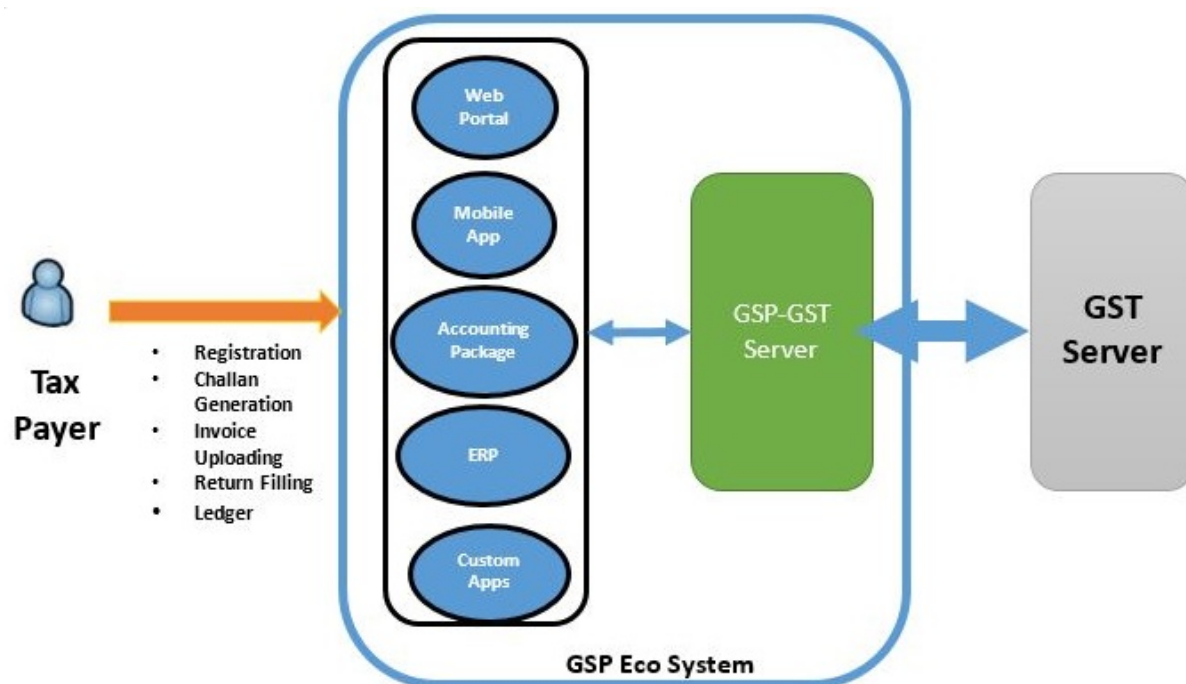 Tax
Payer
• Registration
• Challan
Generation
• Invoice
Uploading
• Return Filling
• Ledger
Web
Portal
Mobile
App
Accounting
Package
ERP
Custom
Apps
GSP-GST
Server
GSP Eco System
GST
Server